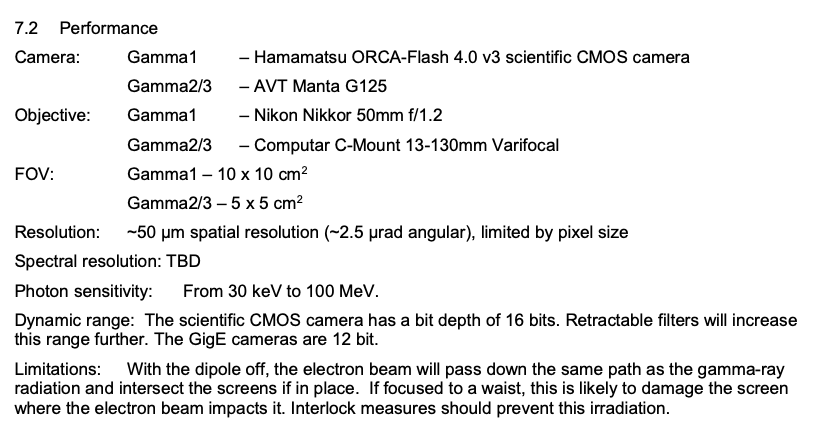 7.2 Performance
Camera: Gamma1 – Hamamatsu ORCA-Flash 4.0 v3 scientific CMOS camera
Gamma2/3 – AVT Manta G125
Objective: Gamma1 – Nikon Nikkor 50mm f/1.2
Gamma2/3 – Computar C-Mount 13-130mm Varifocal
FOV: Gamma1 – 10 x 10 cm²
Gamma2/3 – 5 x 5 cm²
Resolution: ~50 µm spatial resolution (~2.5 µrad angular), limited by pixel size
Spectral resolution: TBD
Photon sensitivity: From 30 keV to 100 MeV.
Dynamic range: The scientific CMOS camera has a bit depth of 16 bits. Retractable filters will increase
this range further. The GigE cameras are 12 bit.
Limitations: With the dipole off, the electron beam will pass down the same path as the gamma-ray
radiation and intersect the screens if in place. If focused to a waist, this is likely to damage the screen
where the electron beam impacts it. Interlock measures should prevent this irradiation.